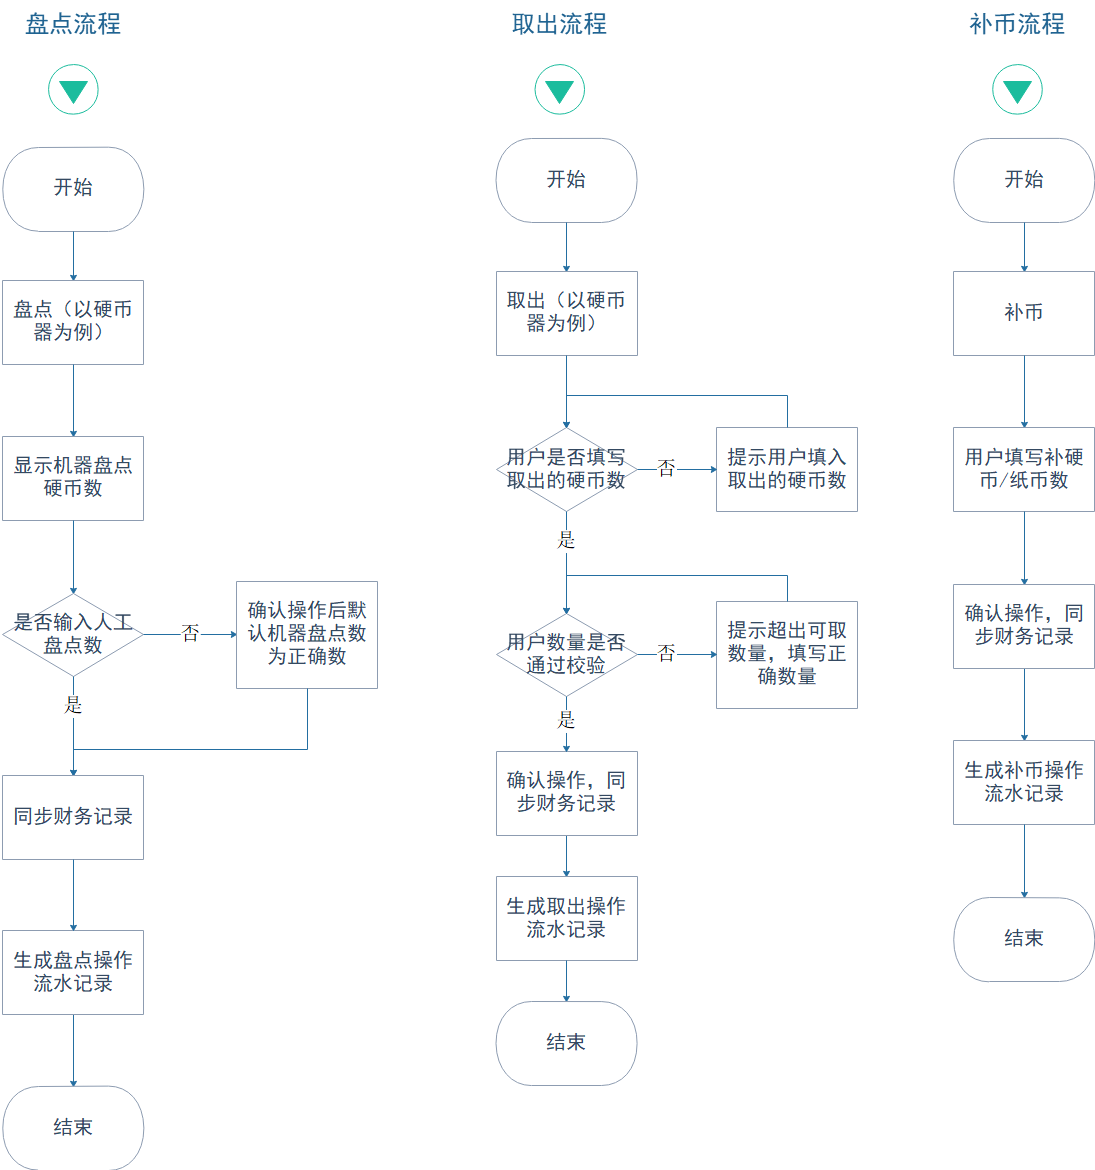 盘点流程
开始
盘点（以硬币
器为例）
显示机器盘点
硬币数
是否输入人工
盘点数
否
确认操作后默
认机器盘点数
为正确数
是
同步财务记录
生成盘点操作
流水记录
结束
取出流程
开始
取出（以硬币
器为例）
用户是否填写
取出的硬币数
否
提示用户填入
取出的硬币数
是
用户数量是否
通过校验
否
提示超出可取
数量，填写正
确数量
是
确认操作，同
步财务记录
生成取出操作
流水记录
结束
补币流程
开始
补币
用户填写补硬
币/纸币数
确认操作，同
步财务记录
生成补币操作
流水记录
结束